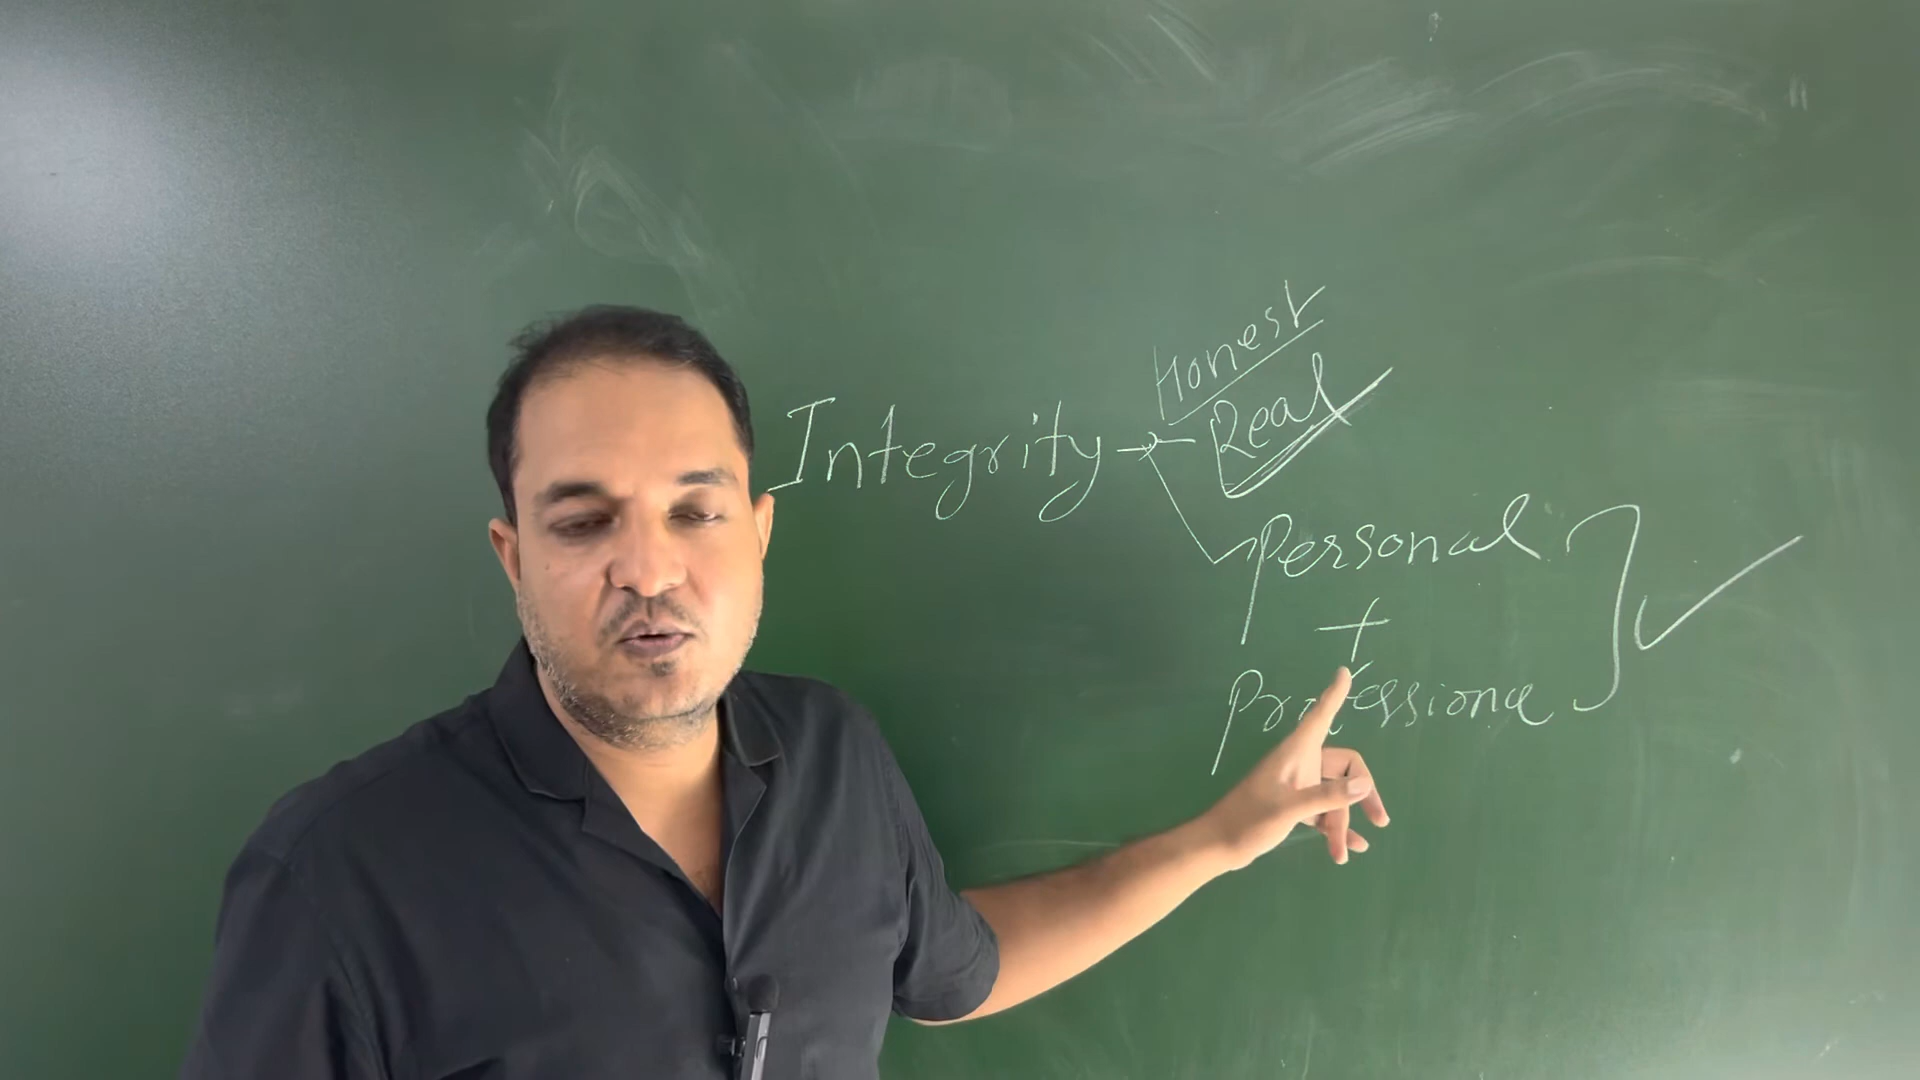 Honest
Integrity → Real
Personal
+
Professional